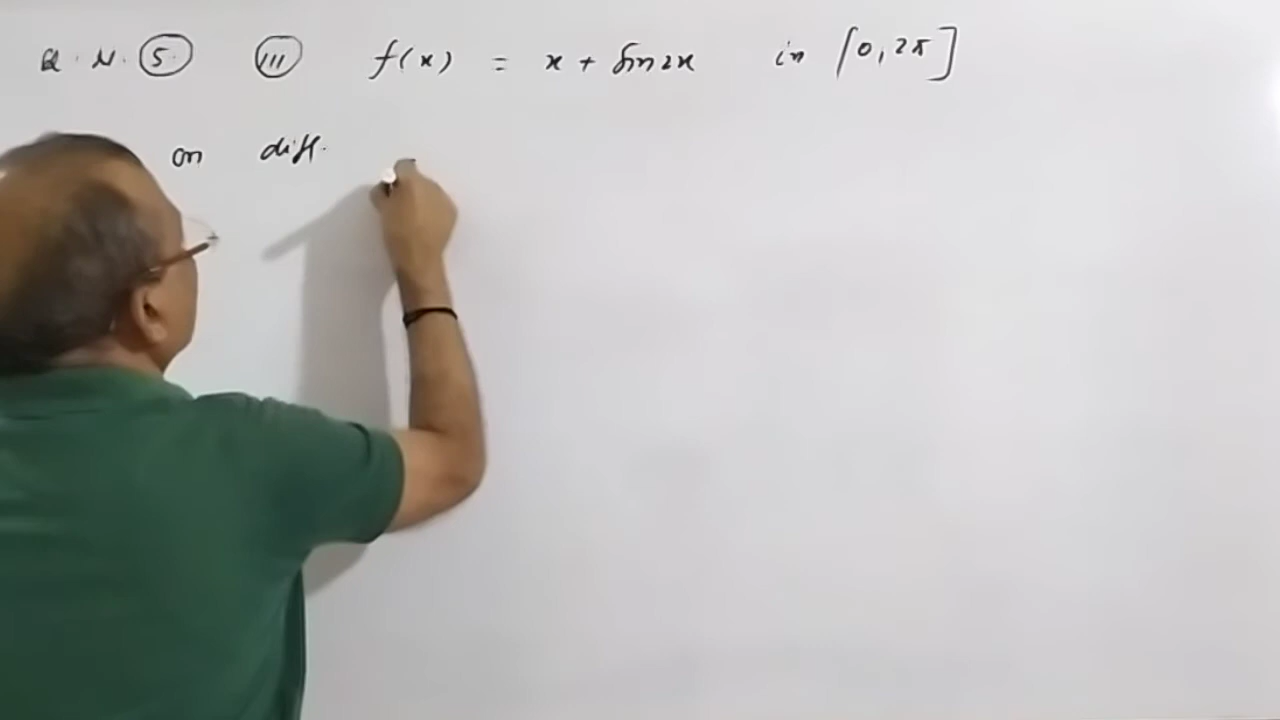 Q. N. 5. III f(x) = x + sin2x in [0, 2π]
on diff.